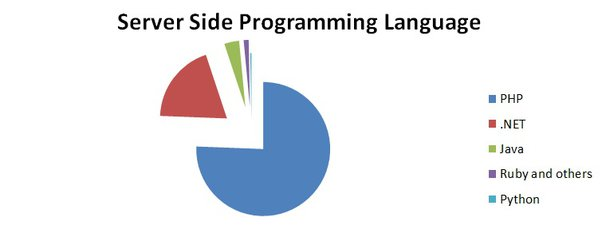 Server Side Programming Language
PHP
.NET
Java
Ruby and others
Python